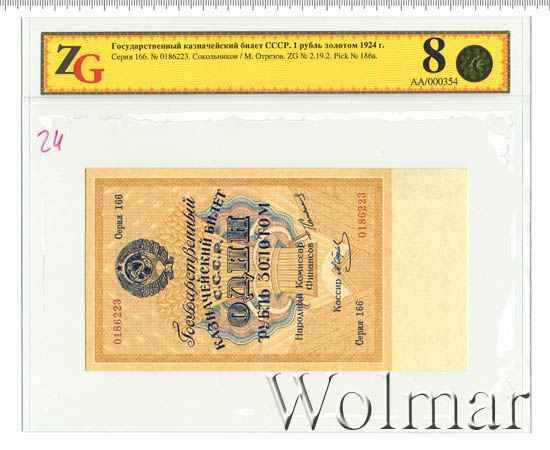 ZG
Государственный казначейский билет СССР. 1 рубль золотом 1924 г.
Серия 166. № 0186223. Сокольников / М. Отрезов. ZG № 2.19.2. Pick № 186a.
8
AA/000354
24
Серия 166
0186223
Государственный
КАЗНАЧЕЙСКИЙ БИЛЕТ
С.С.С.Р.
ОДИН
РУБЛЬ ЗОЛОТОМ
Народный Комиссар
Финансов
Кассир
0186223
Серия 166
Wolmar